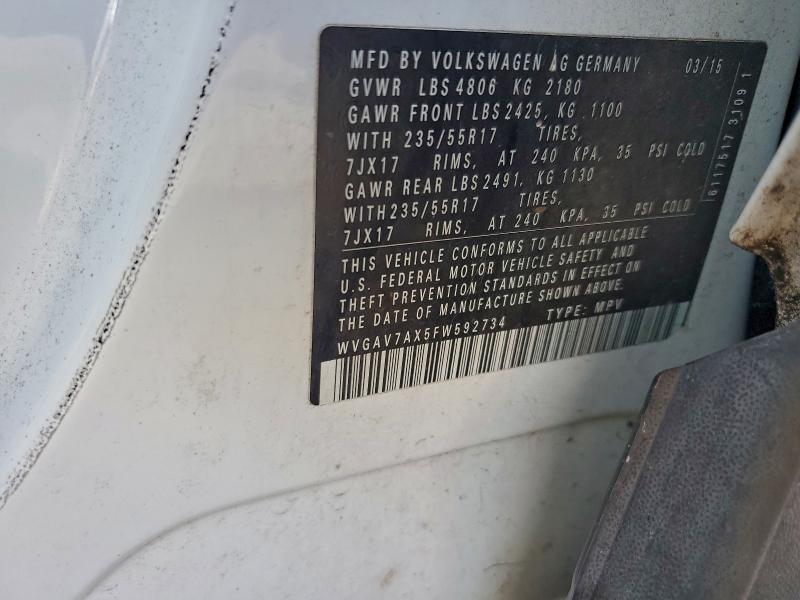 MFD BY VOLKSWAGEN AG GERMANY 03/15
GVWR LBS 4806 KG 2180
GAWR FRONT LBS 2425, KG 1100
WITH 235/55R17 TIRES,
7JX17 RIMS, AT 240 KPA, 35 PSI COLD
GAWR REAR LBS 2491, KG 1130
WITH 235/55R17 TIRES,
7JX17 RIMS, AT 240 KPA, 35 PSI COLD
THIS VEHICLE CONFORMS TO ALL APPLICABLE
U.S. FEDERAL MOTOR VEHICLE SAFETY AND
THEFT PREVENTION STANDARDS IN EFFECT ON
THE DATE OF MANUFACTURE SHOWN ABOVE.
WVGAV7AX5FW592734 TYPE: MPV
6117517 3109 1